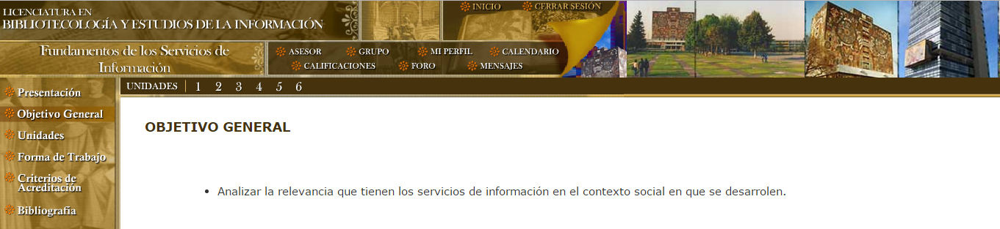 LICENCIATURA EN
BIBLIOTECOLOGÍA Y ESTUDIOS DE LA INFORMACIÓN
INICIO CERRAR SESIÓN
Fundamentos de los Servicios de
Información
ASESOR GRUPO MI PERFIL CALENDARIO
CALIFICACIONES FORO MENSAJES
UNIDADES 1 2 3 4 5 6
Presentación
Objetivo General
Unidades
Forma de Trabajo
Criterios de
Acreditación
Bibliografía
OBJETIVO GENERAL
• Analizar la relevancia que tienen los servicios de información en el contexto social en que se desarrolen.